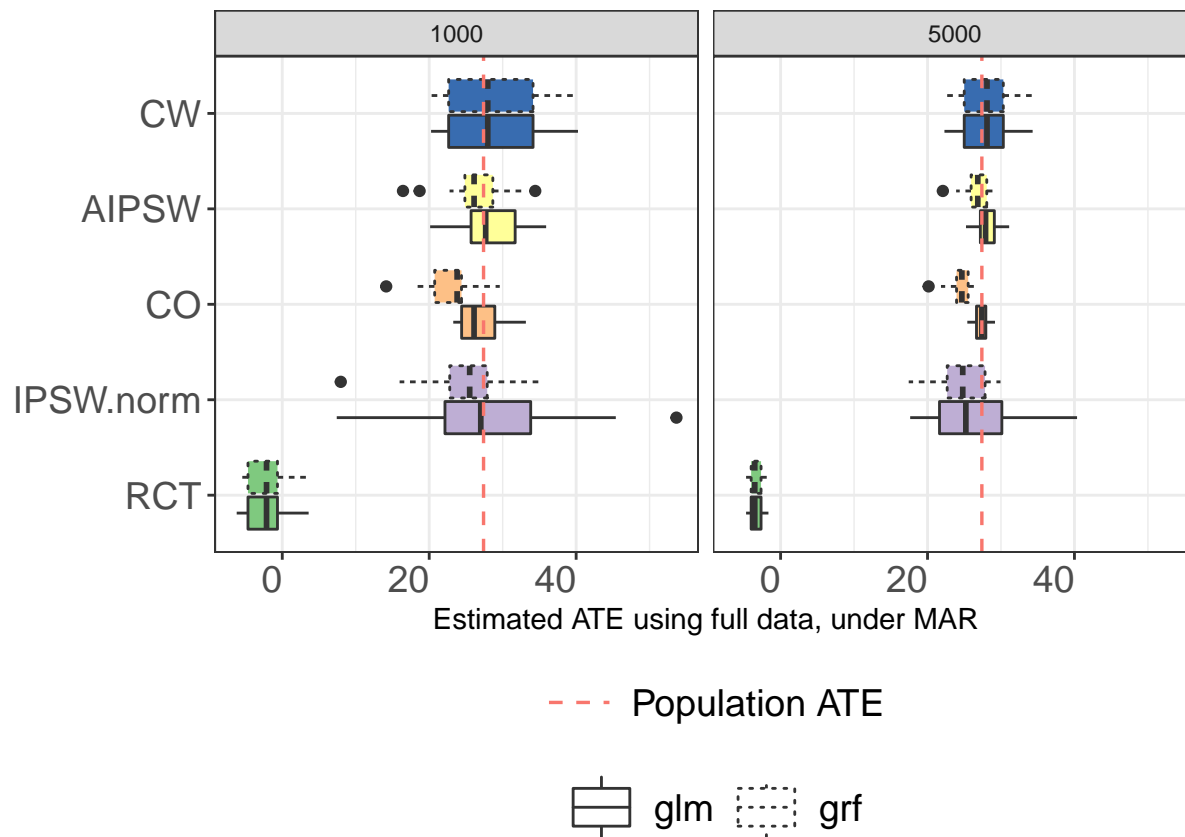 1000 5000
CW
AIPSW
CO
IPSW.norm
RCT
0 20 40 0 20 40
Estimated ATE using full data, under MAR
Population ATE
glm grf